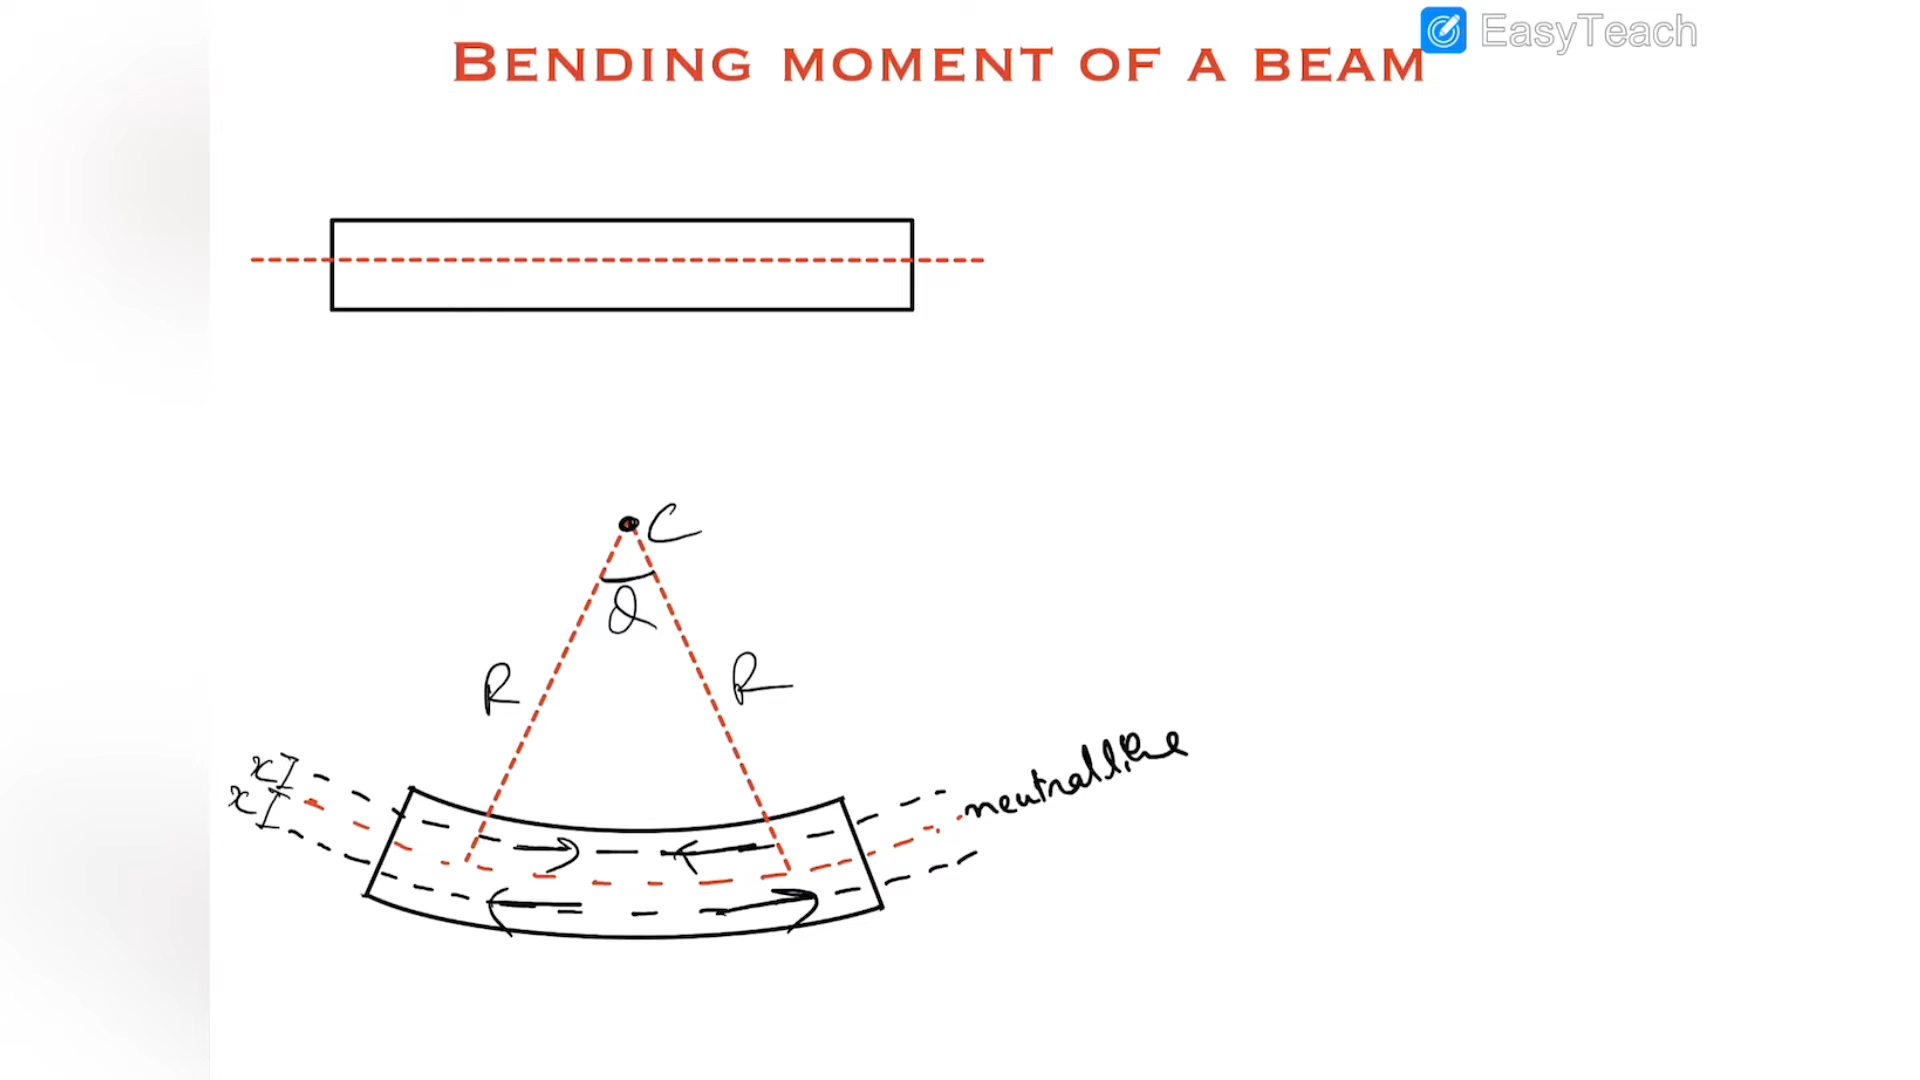 EasyTeach
BENDING MOMENT OF A BEAM
C
θ
R
R
neutral line
x
x